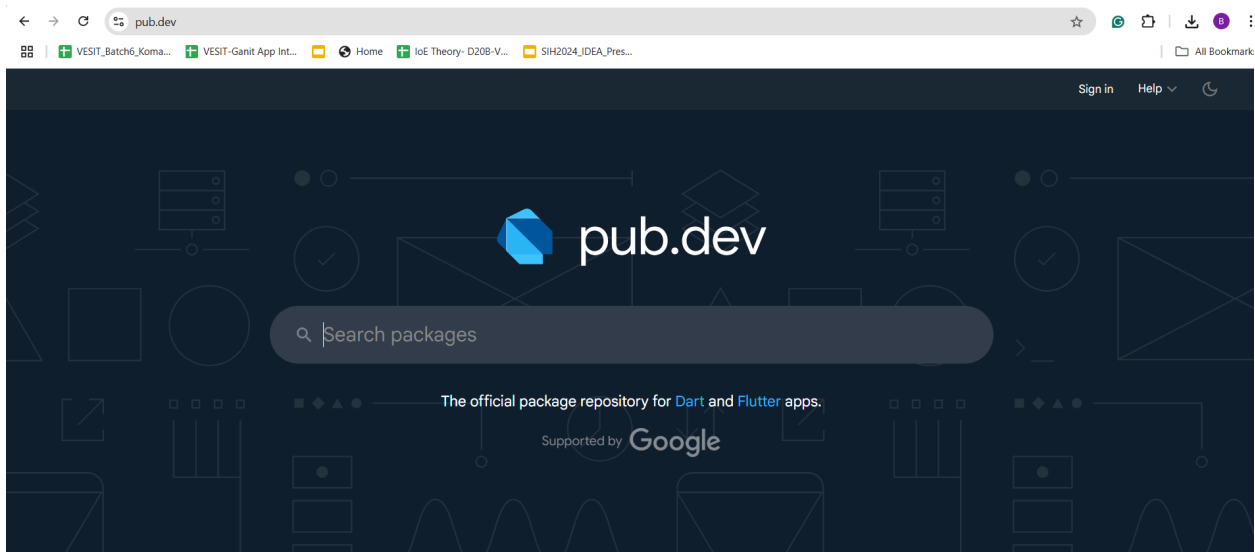 pub.dev
VESIT_Batch6_Koma... VESIT-Ganit App Int... Home IoE Theory- D20B-V... SIH2024_IDEA_Pres... All Bookmarks
Sign in Help
pub.dev
Search packages
The official package repository for Dart and Flutter apps.
Supported by Google